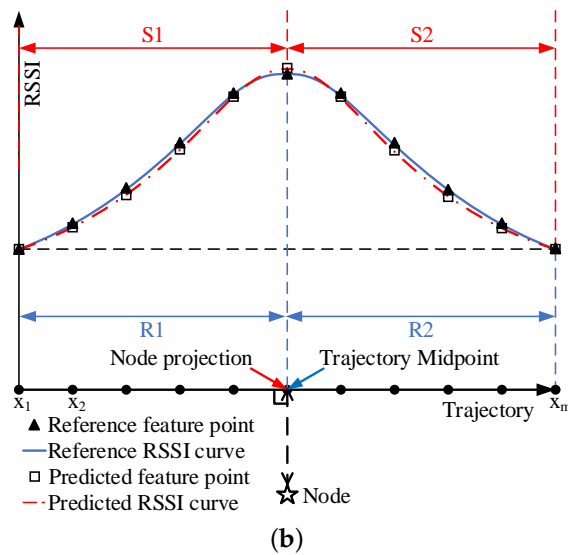 S1 S2
RSSI
R1 R2
Node projection Trajectory Midpoint
x1 x2 Trajectory xm
Reference feature point
Reference RSSI curve
Predicted feature point
Predicted RSSI curve
Node
(b)